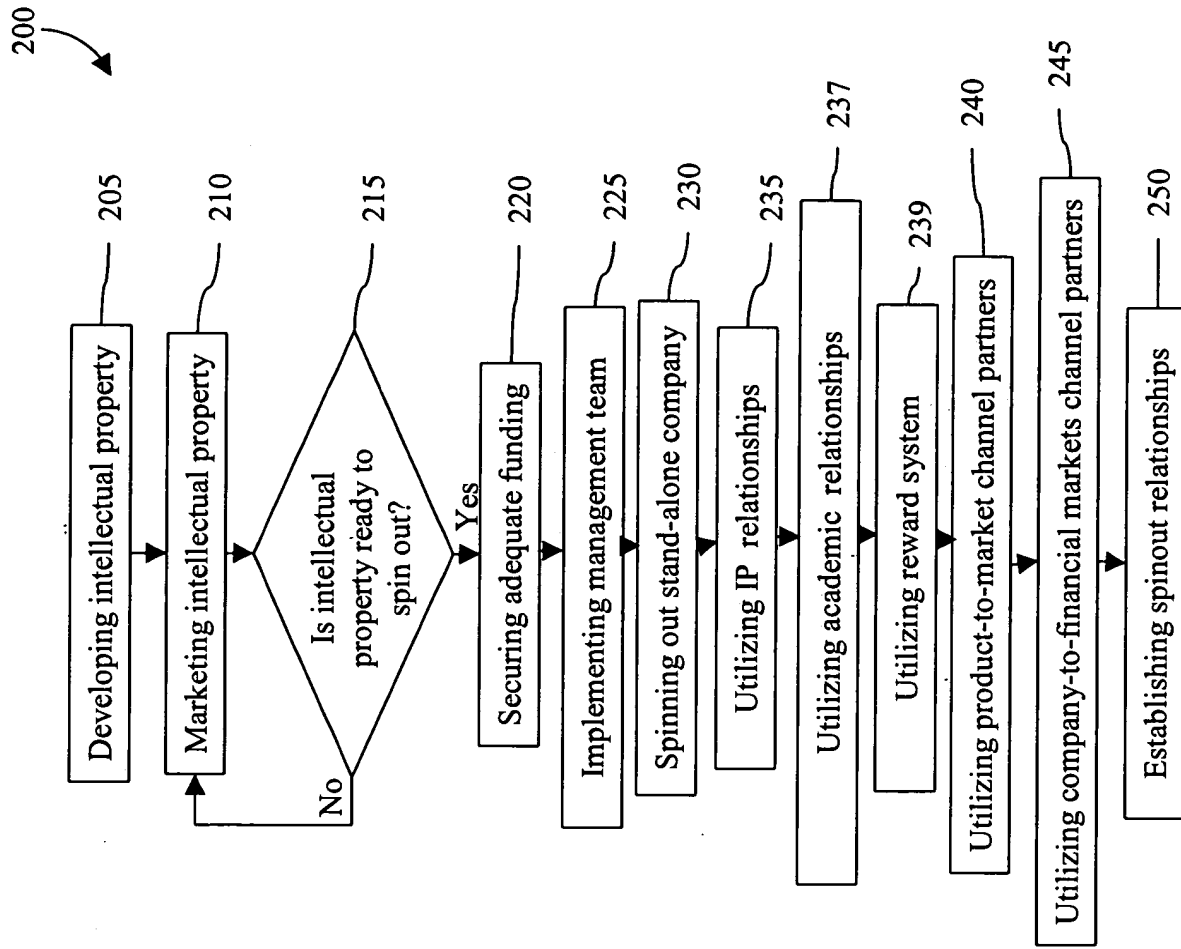 200
Developing intellectual property
205
Marketing intellectual property
210
Is intellectual
property ready to
spin out?
215
No
Yes
Securing adequate funding
220
Implementing management team
225
Spinning out stand-alone company
230
Utilizing IP relationships
235
Utilizing academic relationships
237
Utilizing reward system
239
Utilizing product-to-market channel partners
240
Utilizing company-to-financial markets channel partners
245
Establishing spinout relationships
250